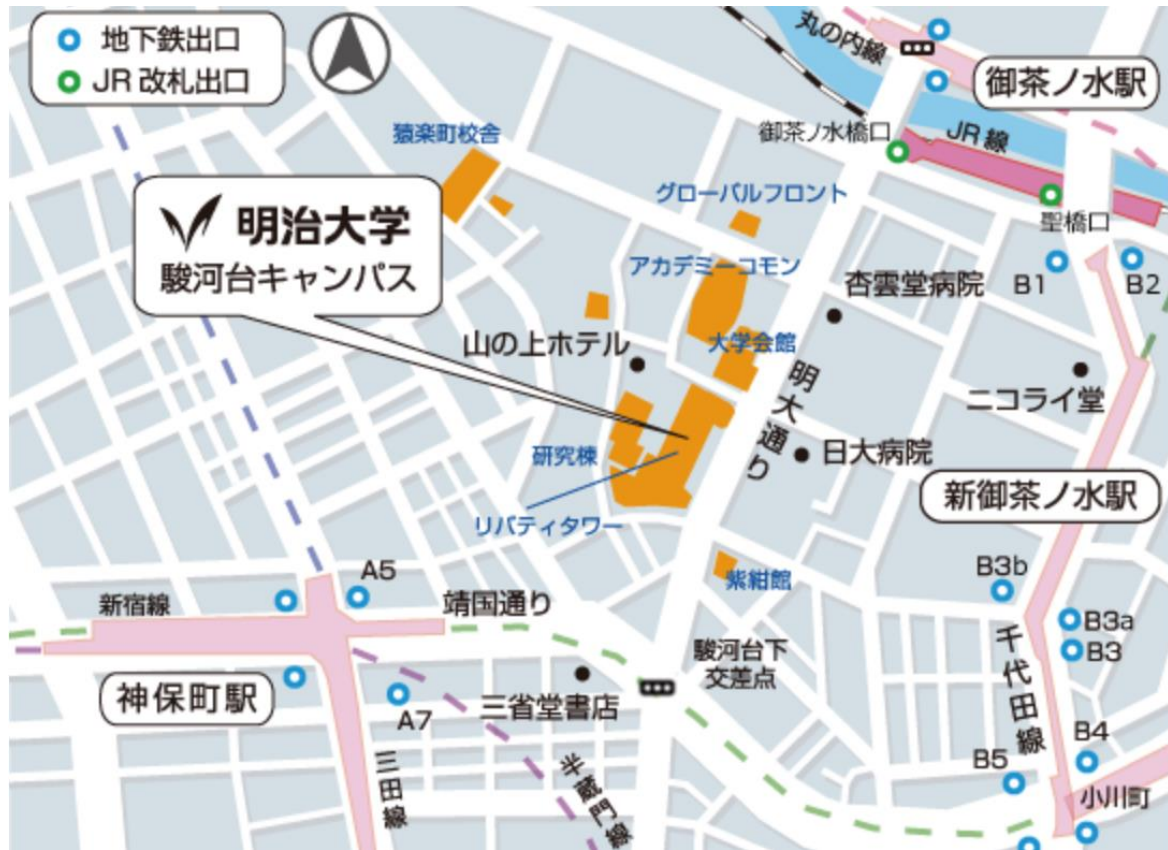 地下鉄出口
JR 改札出口
丸の内線
御茶ノ水駅
御茶ノ水橋口
JR 線
猿楽町校舎
グローバルフロント
聖橋口
明治大学
駿河台キャンパス
アカデミーコモン
杏雲堂病院
B1
B2
山の上ホテル
大学会館
明大通り
ニコライ堂
研究棟
日大病院
リバティタワー
新御茶ノ水駅
紫紺館
B3b
A5
新宿線
靖国通り
B3a
B3
千代田線
駿河台下
交差点
神保町駅
A7
三省堂書店
三田線
半蔵門線
B4
B5
小川町